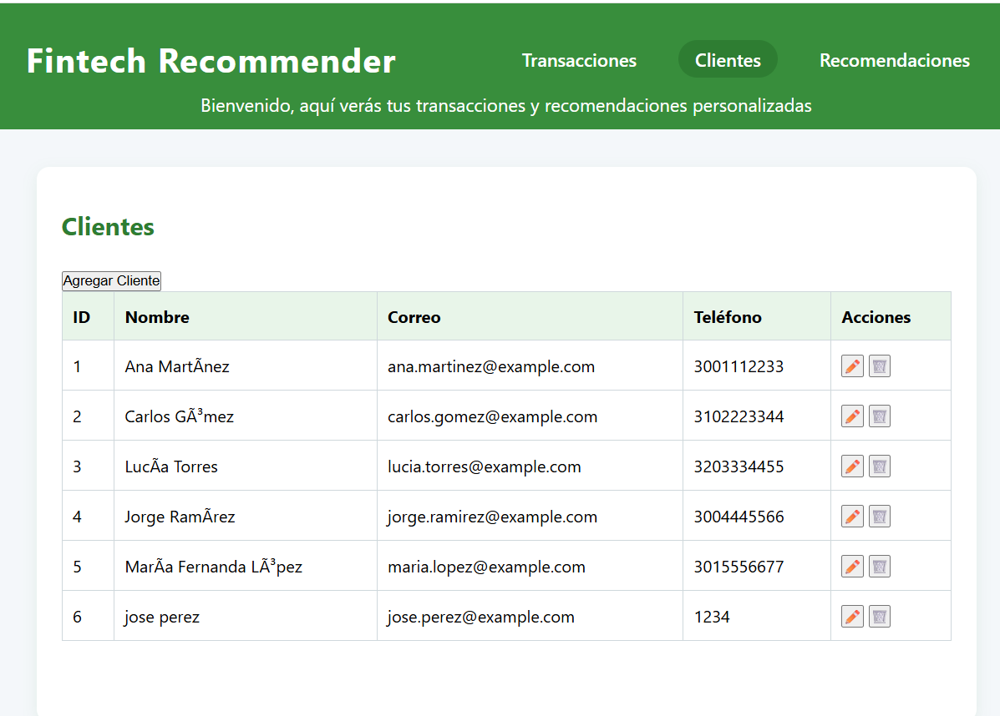 Fintech Recommender
Transacciones Clientes Recomendaciones
Bienvenido, aquí verás tus transacciones y recomendaciones personalizadas
Clientes
Agregar Cliente
ID Nombre Correo Teléfono Acciones
1 Ana MartÃnez ana.martinez@example.com 3001112233
2 Carlos GÃ³mez carlos.gomez@example.com 3102223344
3 LucÃa Torres lucia.torres@example.com 3203334455
4 Jorge RamÃrez jorge.ramirez@example.com 3004445566
5 MarÃa Fernanda LÃ³pez maria.lopez@example.com 3015556677
6 jose perez jose.perez@example.com 1234